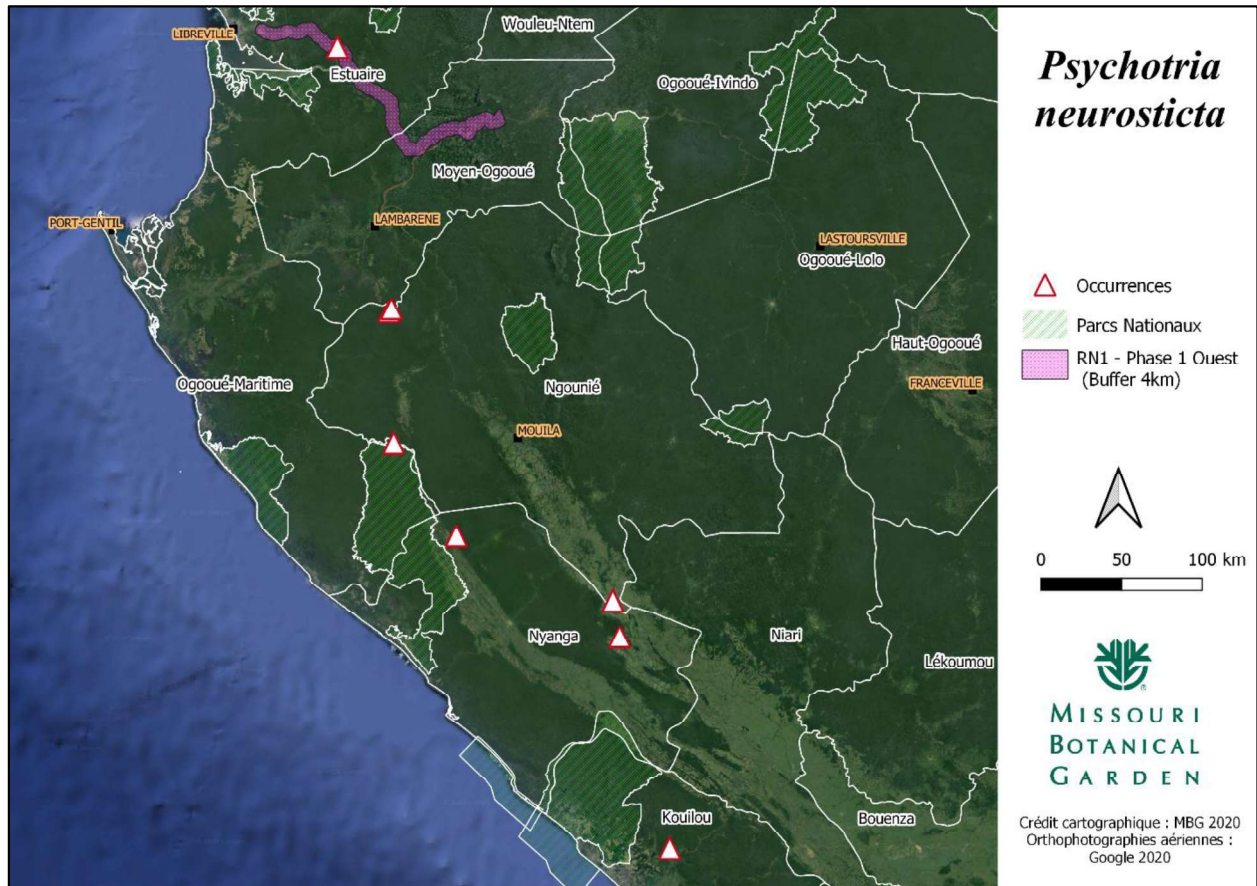 LIBREVILLE
Wouleu-Ntem
Estuaire
Ogooué-Ivindo
Moyen-Ogooué
PORT-GENTIL
LAMBARENE
LASTOURSVILLE
Ogooué-Lolo
Haut-Ogooué
Ogooué-Maritime
Ngounié
FRANCEVILLE
MOUILA
Nyanga
Niari
Lékoumou
Kouilou
Bouenza
Psychotria
neurosticta
Occurrences
Parcs Nationaux
RN1 - Phase 1 Ouest
(Buffer 4km)
0 50 100 km
MISSOURI
BOTANICAL
GARDEN
Crédit cartographique : MBG 2020
Orthophotographies aériennes :
Google 2020